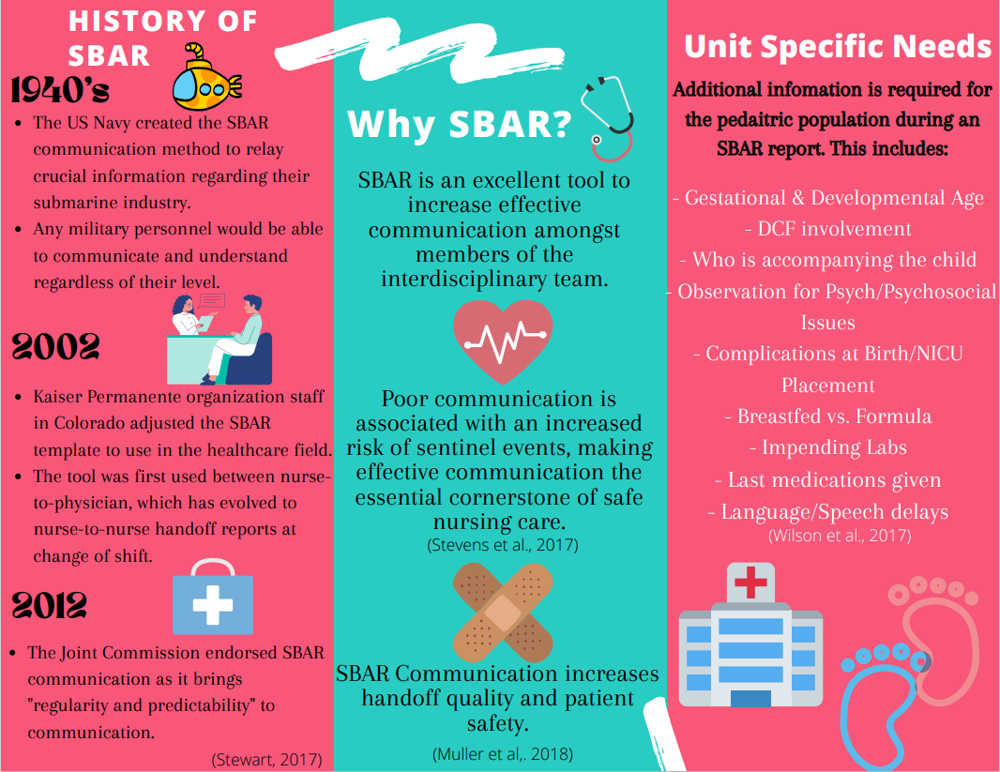 HISTORY OF
SBAR
1940's
• The US Navy created the SBAR
communication method to relay
crucial information regarding their
submarine industry.
• Any military personnel would be able
to communicate and understand
regardless of their level.
2002
• Kaiser Permanente organization staff
in Colorado adjusted the SBAR
template to use in the healthcare field.
• The tool was first used between nurse-
to-physician, which has evolved to
nurse-to-nurse handoff reports at
change of shift.
2012
• The Joint Commission endorsed SBAR
communication as it brings
"regularity and predictability" to
communication.
(Stewart, 2017)
Why SBAR?
SBAR is an excellent tool to
increase effective
communication amongst
members of the
interdisciplinary team.
Poor communication is
associated with an increased
risk of sentinel events, making
effective communication the
essential cornerstone of safe
nursing care.
(Stevens et al., 2017)
SBAR Communication increases
handoff quality and patient
safety.
(Muller et al,. 2018)
Unit Specific Needs
Additional infomation is required for
the pedaitric population during an
SBAR report. This includes:
- Gestational & Developmental Age
- DCF involvement
- Who is accompanying the child
- Observation for Psych/Psychosocial
Issues
- Complications at Birth/NICU
Placement
- Breastfed vs. Formula
- Impending Labs
- Last medications given
- Language/Speech delays
(Wilson et al., 2017)